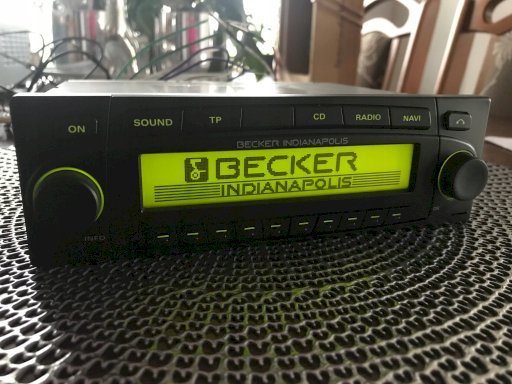 ON SOUND TP CD RADIO NAVI
BECKER INDIANAPOLIS
BECKER
INDIANAPOLIS
INFO